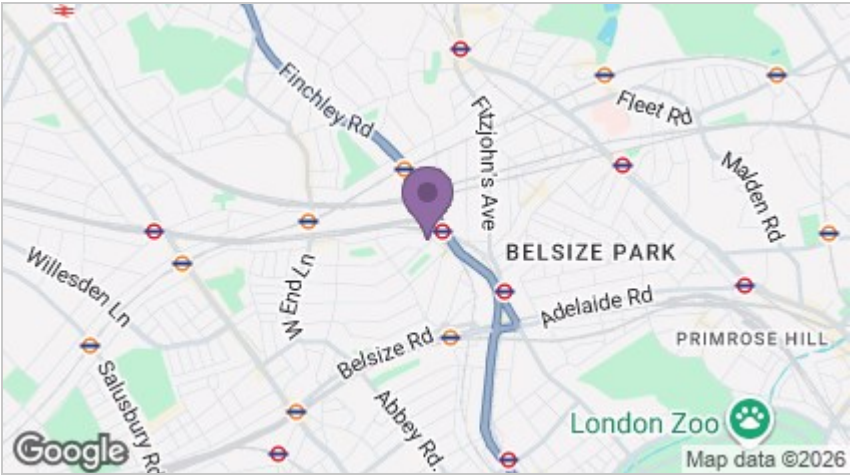 Finchley Rd
Fitzjohn's Ave
Fleet Rd
Malden Rd
BELSIZE PARK
Willesden Ln
W End Ln
Adelaide Rd
Belsize Rd
PRIMROSE HILL
Salusbury Rd
Abbey Rd.
London Zoo
Google
Map data ©2026